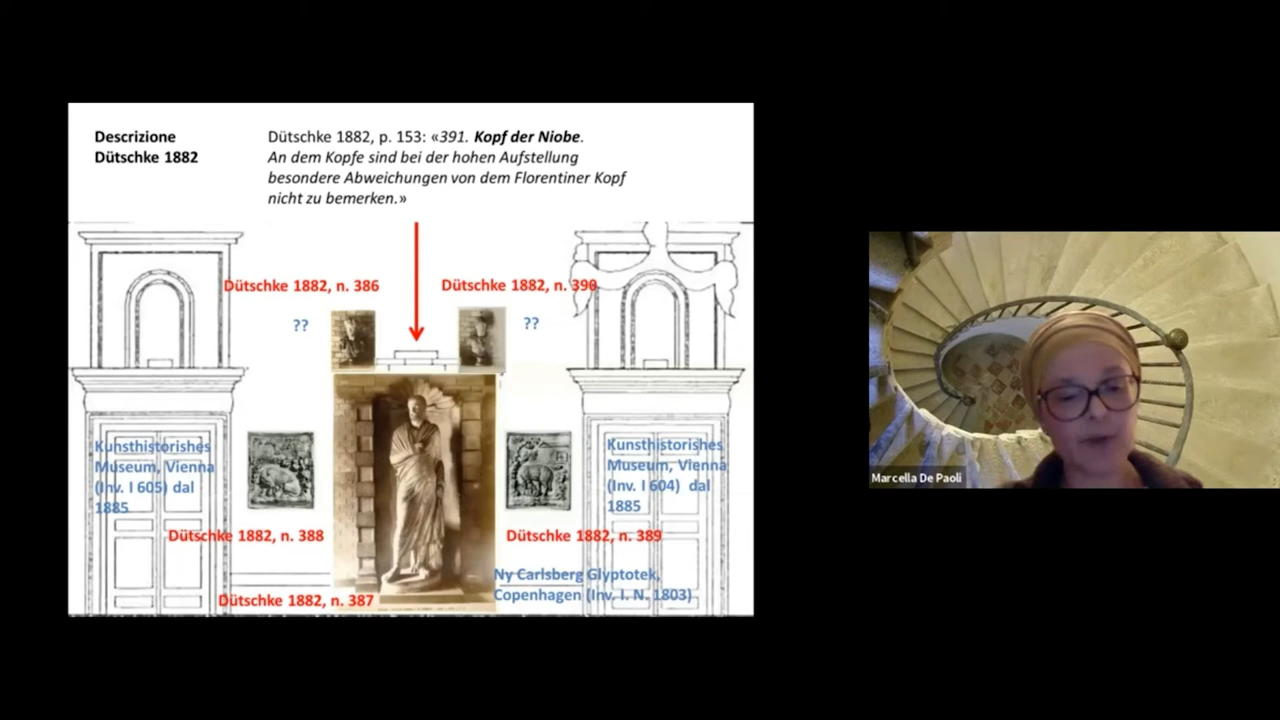 Descrizione
Dütschke 1882
Dütschke 1882, p. 153: «391. Kopf der Niobe.
An dem Kopfe sind bei der hohen Aufstellung
besondere Abweichungen von dem Florentiner Kopf
nicht zu bemerken.»
Dütschke 1882, n. 386
Dütschke 1882, n. 390
??
??
Kunsthistorishes
Museum, Vienna
(Inv. I 605) dal
1885
Kunsthistorishes
Museum, Vienna
(Inv. I 604) dal
1885
Dütschke 1882, n. 388
Dütschke 1882, n. 389
Ny Carlsberg Glyptotek,
Copenhagen (Inv. I. N. 1803)
Dütschke 1882, n. 387
Marcella De Paoli